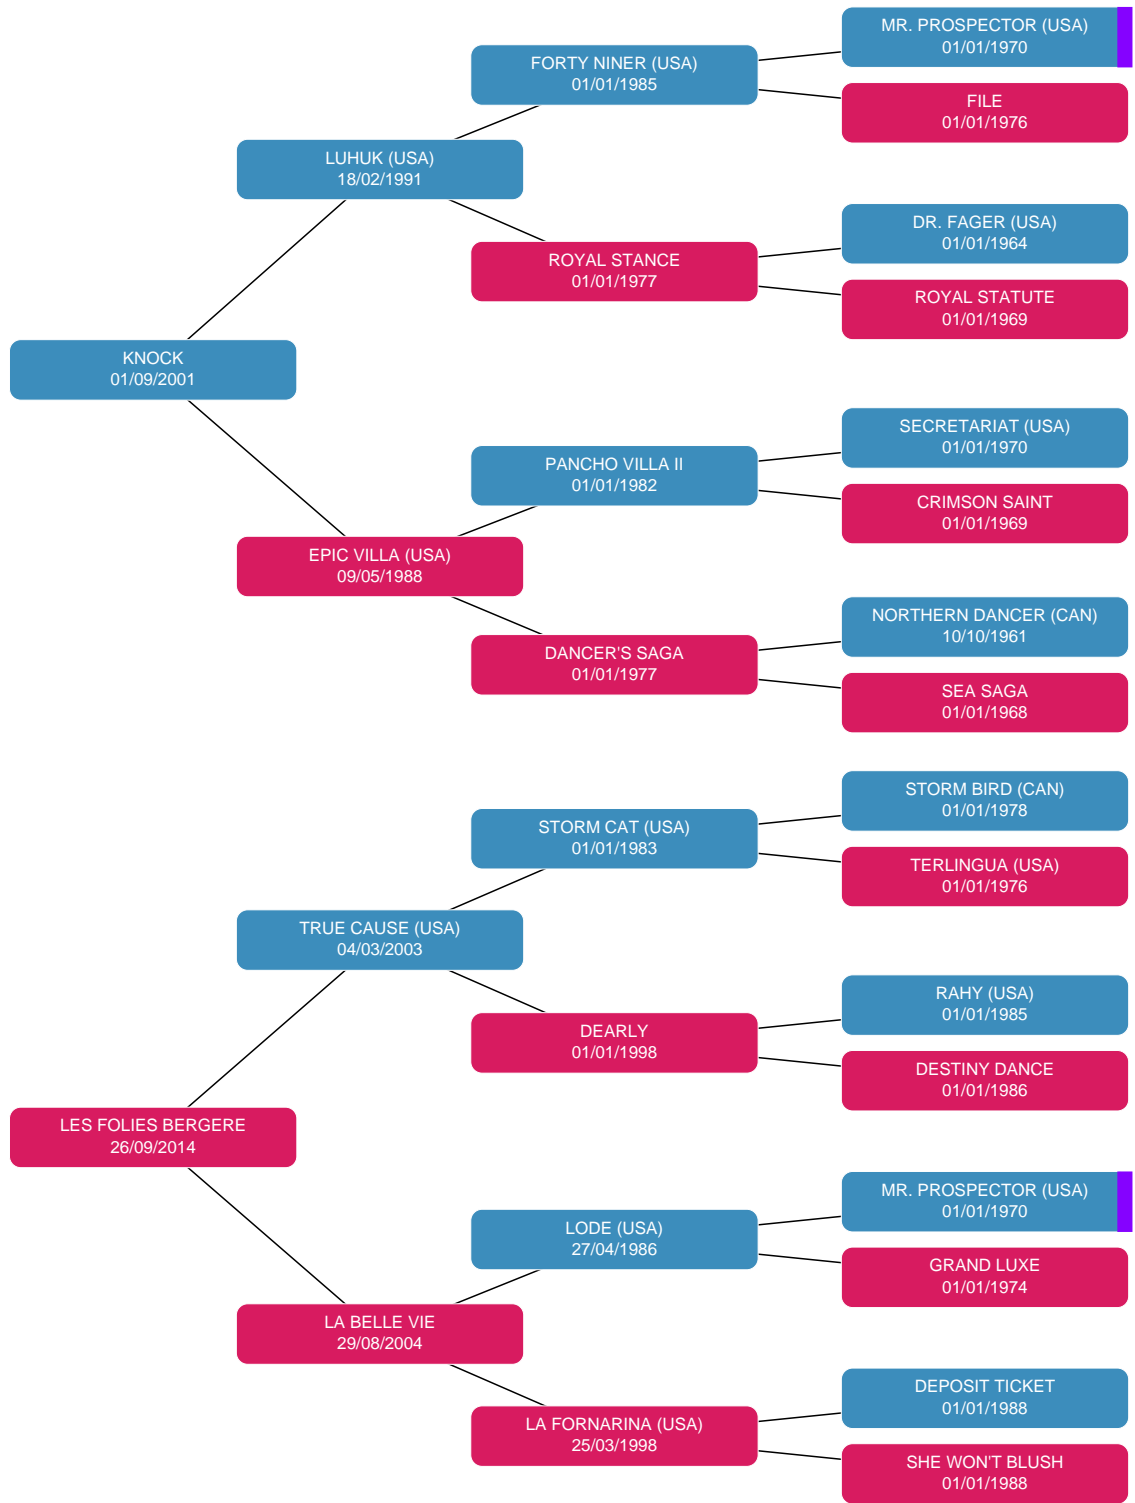 MR. PROSPECTOR (USA)
01/01/1970
FORTY NINER (USA)
01/01/1985
FILE
01/01/1976
LUHUK (USA)
18/02/1991
DR. FAGER (USA)
01/01/1964
ROYAL STANCE
01/01/1977
ROYAL STATUTE
01/01/1969
KNOCK
01/09/2001
SECRETARIAT (USA)
01/01/1970
PANCHO VILLA II
01/01/1982
CRIMSON SAINT
01/01/1969
EPIC VILLA (USA)
09/05/1988
NORTHERN DANCER (CAN)
10/10/1961
DANCER'S SAGA
01/01/1977
SEA SAGA
01/01/1968
STORM BIRD (CAN)
01/01/1978
STORM CAT (USA)
01/01/1983
TERLINGUA (USA)
01/01/1976
TRUE CAUSE (USA)
04/03/2003
RAHY (USA)
01/01/1985
DEARLY
01/01/1998
DESTINY DANCE
01/01/1986
LES FOLIES BERGERE
26/09/2014
MR. PROSPECTOR (USA)
01/01/1970
LODE (USA)
27/04/1986
GRAND LUXE
01/01/1974
LA BELLE VIE
29/08/2004
DEPOSIT TICKET
01/01/1988
LA FORNARINA (USA)
25/03/1998
SHE WON'T BLUSH
01/01/1988